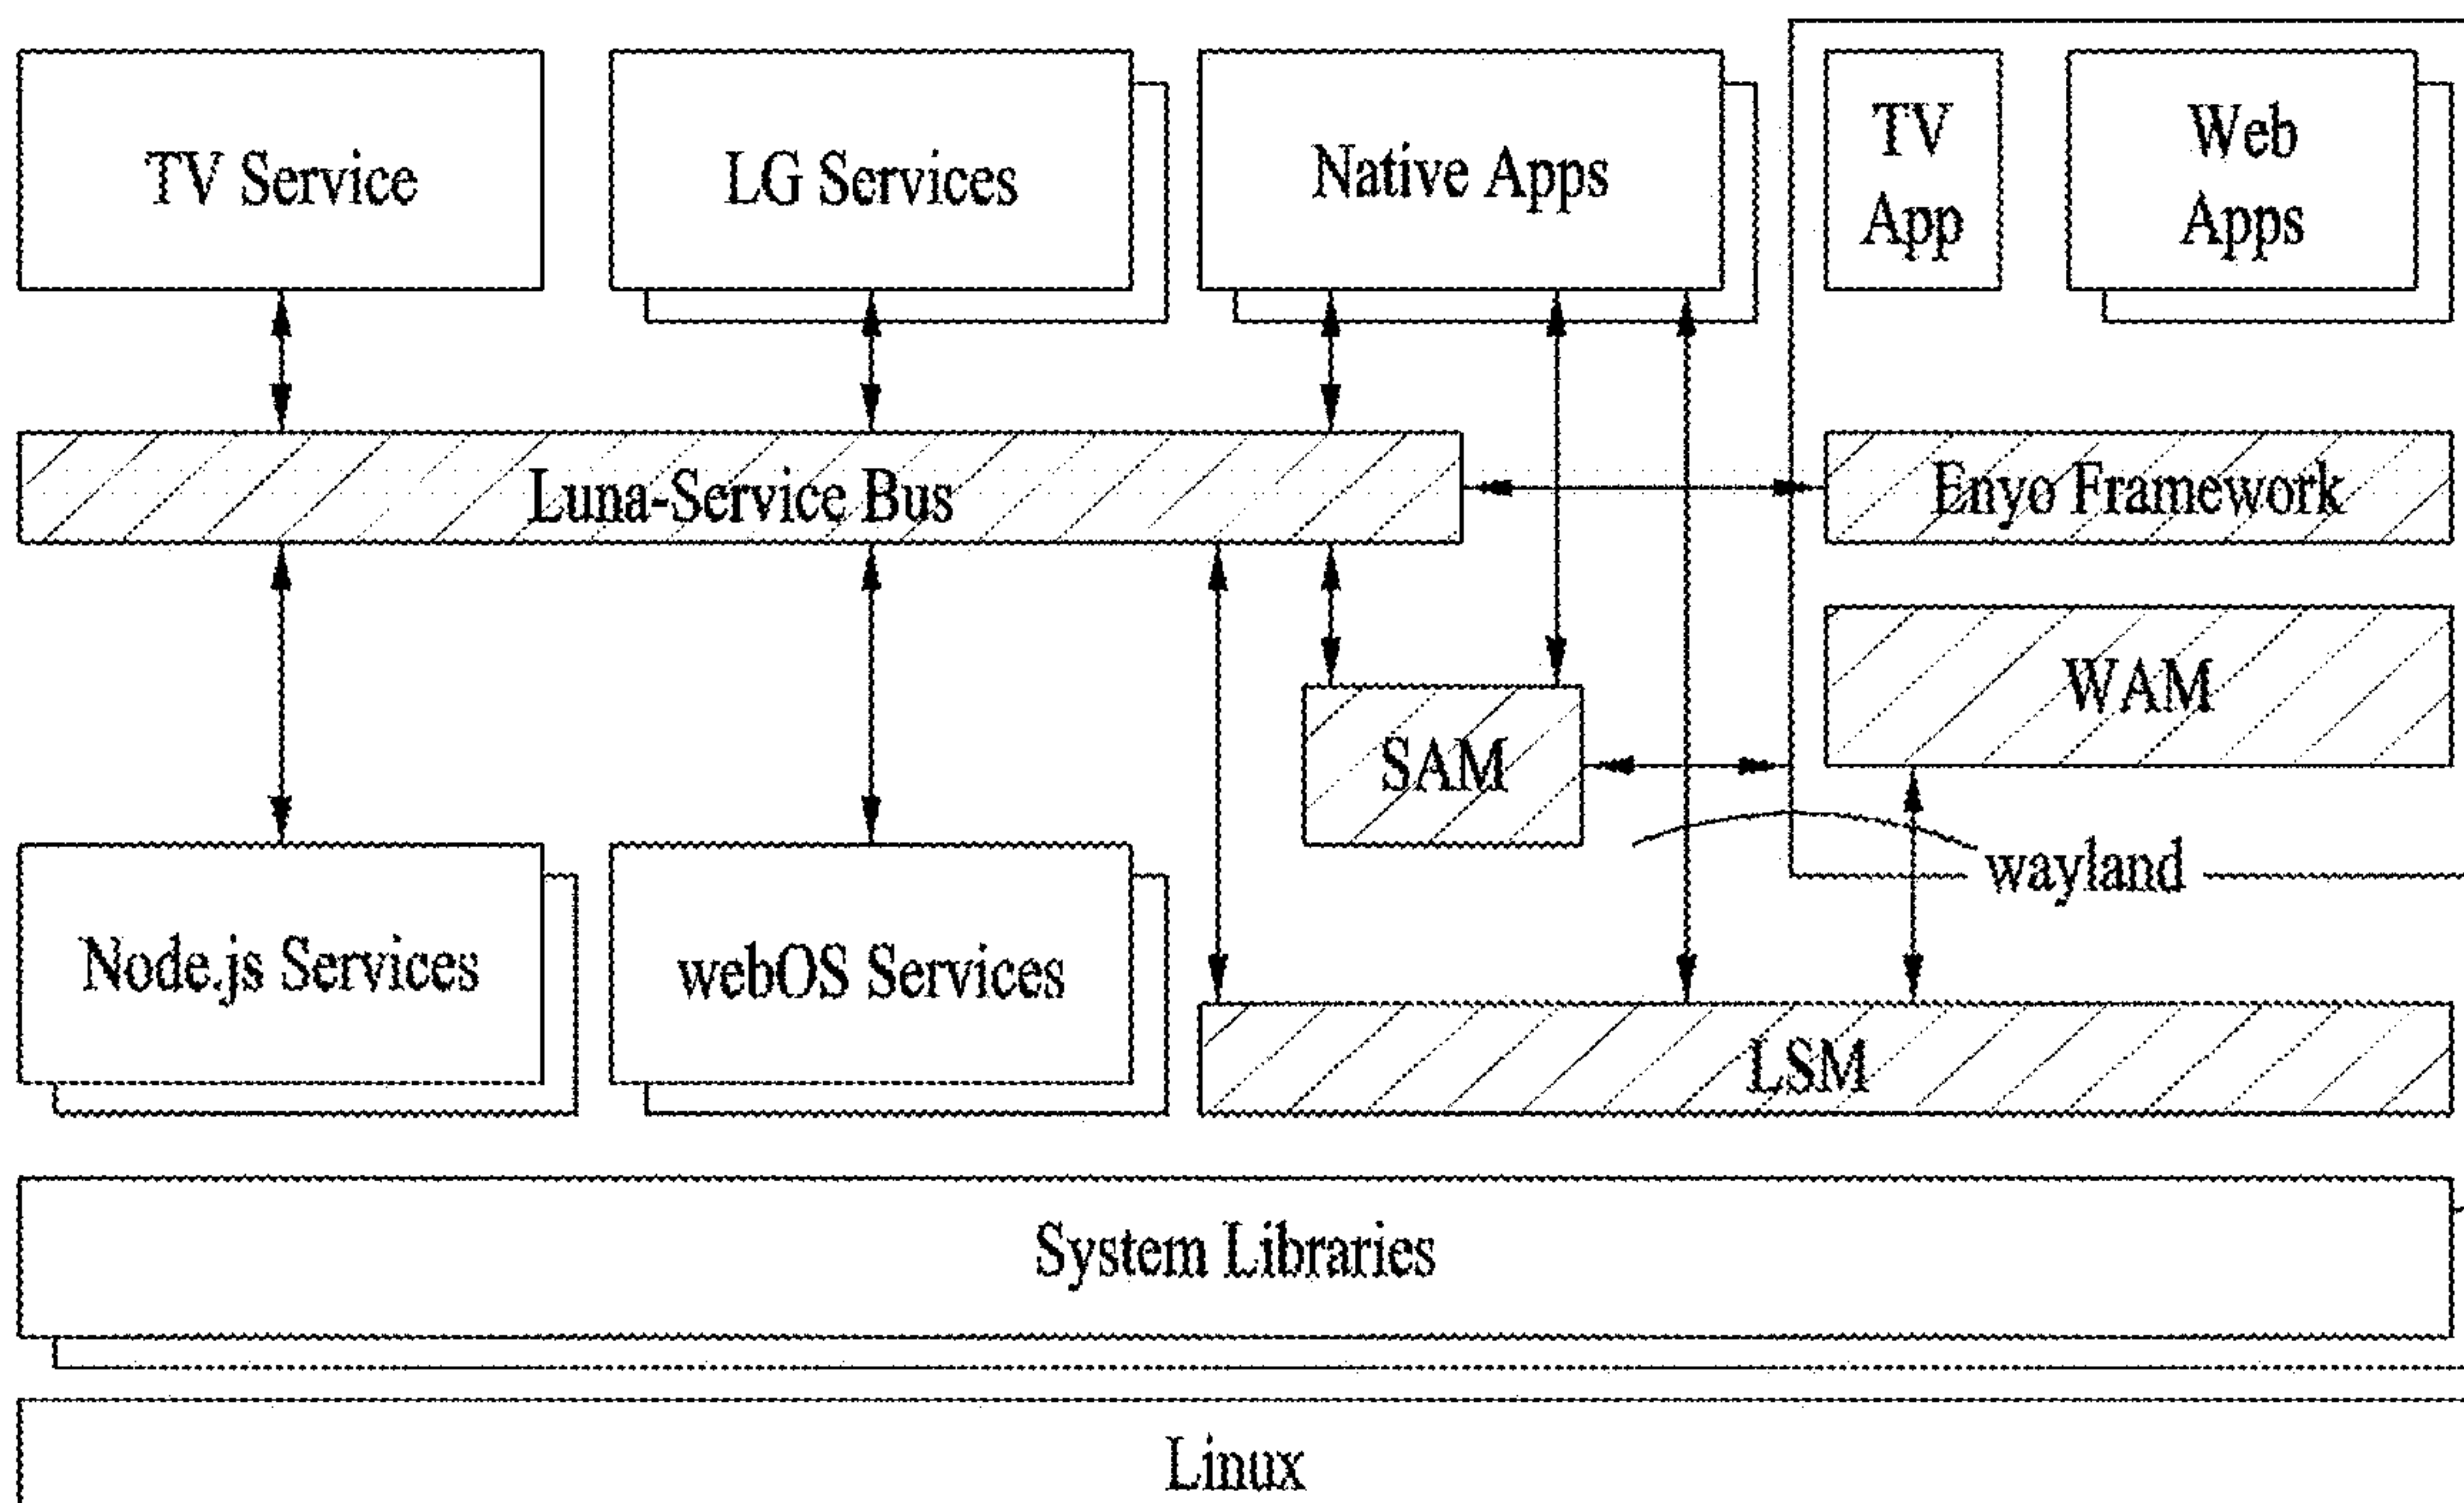 TV Service
LG Services
Native Apps
TV
App
Web
Apps
Luna-Service Bus
Enyo Framework
WAM
SAM
wayland
Node.js Services
webOS Services
LSM
System Libraries
Linux